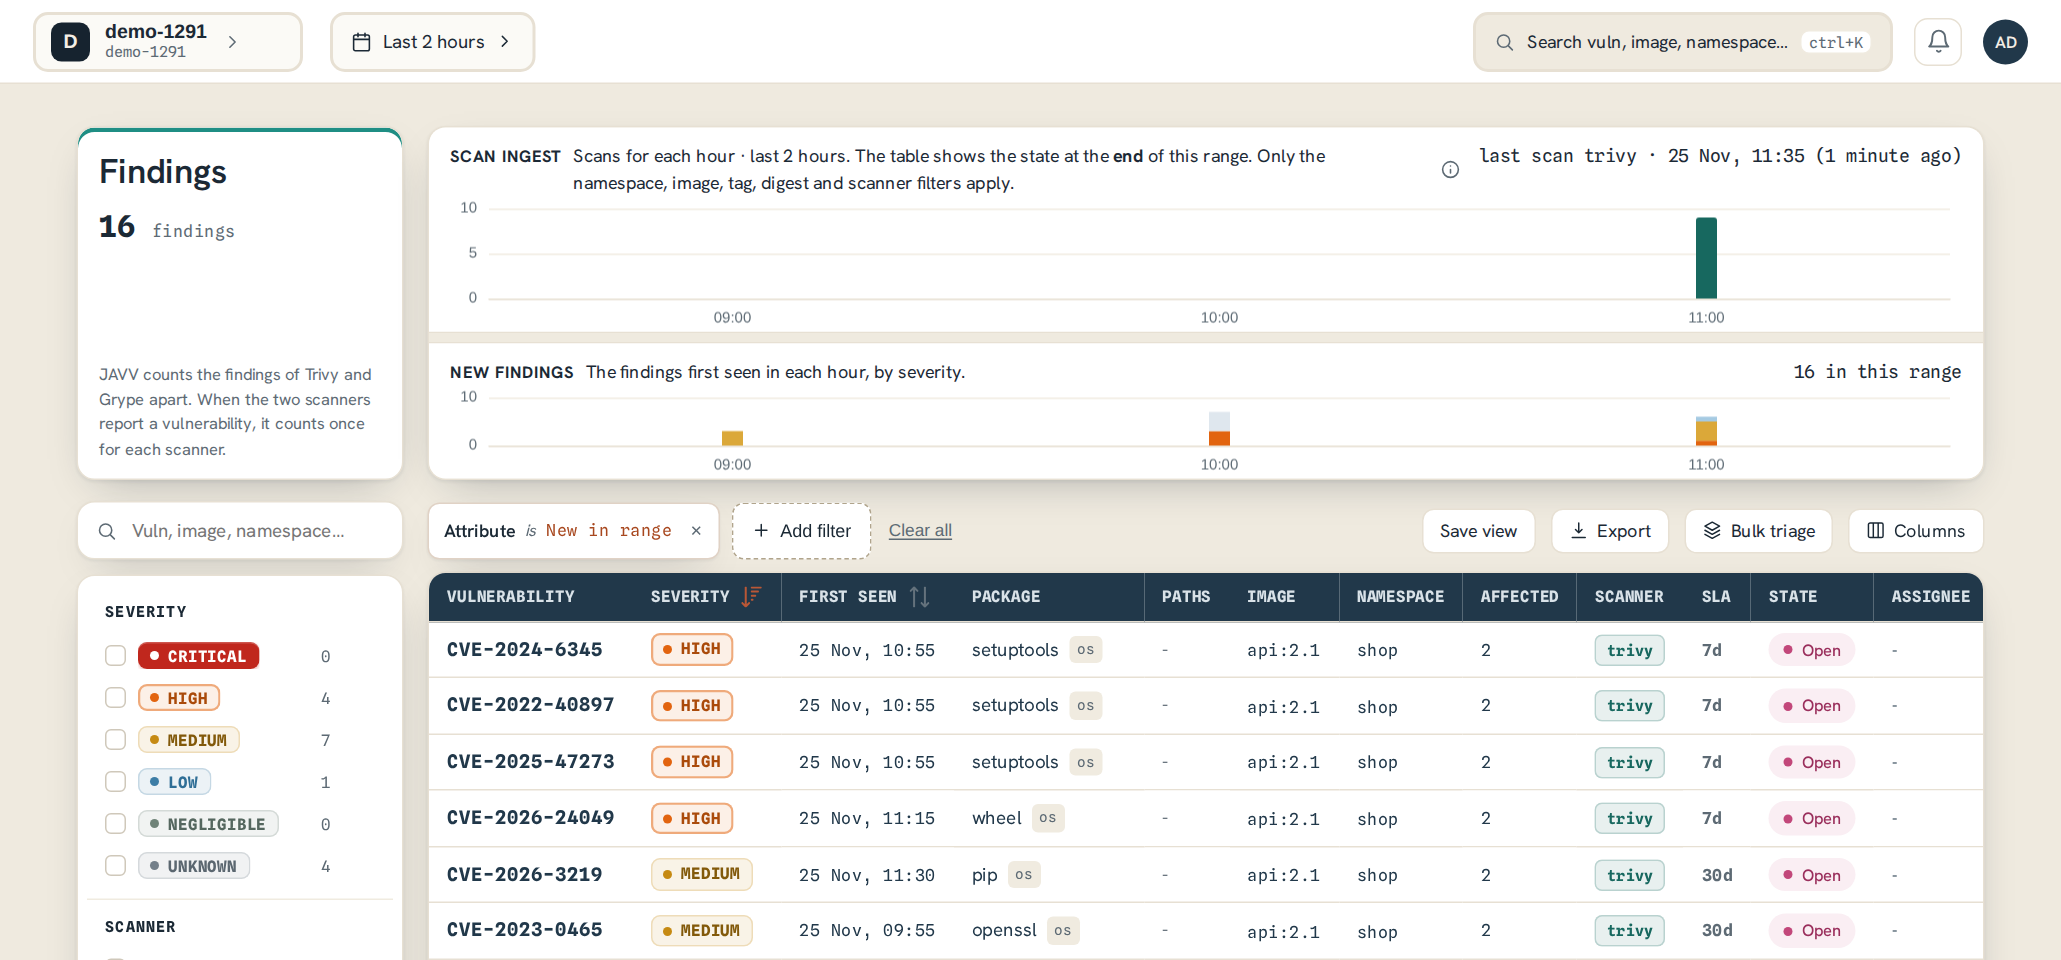 D
demo-1291
demo-1291
Last 2 hours
Search vuln, image, namespace...
ctrl+K
AD
Findings
16 findings
JAVV counts the findings of Trivy and
Grype apart. When the two scanners
report a vulnerability, it counts once
for each scanner.
SCAN INGEST Scans for each hour · last 2 hours. The table shows the state at the end of this range. Only the
namespace, image, tag, digest and scanner filters apply.
last scan trivy · 25 Nov, 11:35 (1 minute ago)
10
5
0
09:00 10:00 11:00
NEW FINDINGS The findings first seen in each hour, by severity.
16 in this range
10
0
09:00 10:00 11:00
Vuln, image, namespace...
Attribute is New in range ×
+ Add filter
Clear all
Save view
Export
Bulk triage
Columns
SEVERITY
CRITICAL 0
HIGH 4
MEDIUM 7
LOW 1
NEGLIGIBLE 0
UNKNOWN 4
SCANNER
VULNERABILITY SEVERITY FIRST SEEN PACKAGE PATHS IMAGE NAMESPACE AFFECTED SCANNER SLA STATE ASSIGNEE
CVE-2024-6345 HIGH 25 Nov, 10:55 setuptools os - api:2.1 shop 2 trivy 7d Open -
CVE-2022-40897 HIGH 25 Nov, 10:55 setuptools os - api:2.1 shop 2 trivy 7d Open -
CVE-2025-47273 HIGH 25 Nov, 10:55 setuptools os - api:2.1 shop 2 trivy 7d Open -
CVE-2026-24049 HIGH 25 Nov, 11:15 wheel os - api:2.1 shop 2 trivy 7d Open -
CVE-2026-3219 MEDIUM 25 Nov, 11:30 pip os - api:2.1 shop 2 trivy 30d Open -
CVE-2023-0465 MEDIUM 25 Nov, 09:55 openssl os - api:2.1 shop 2 trivy 30d Open -